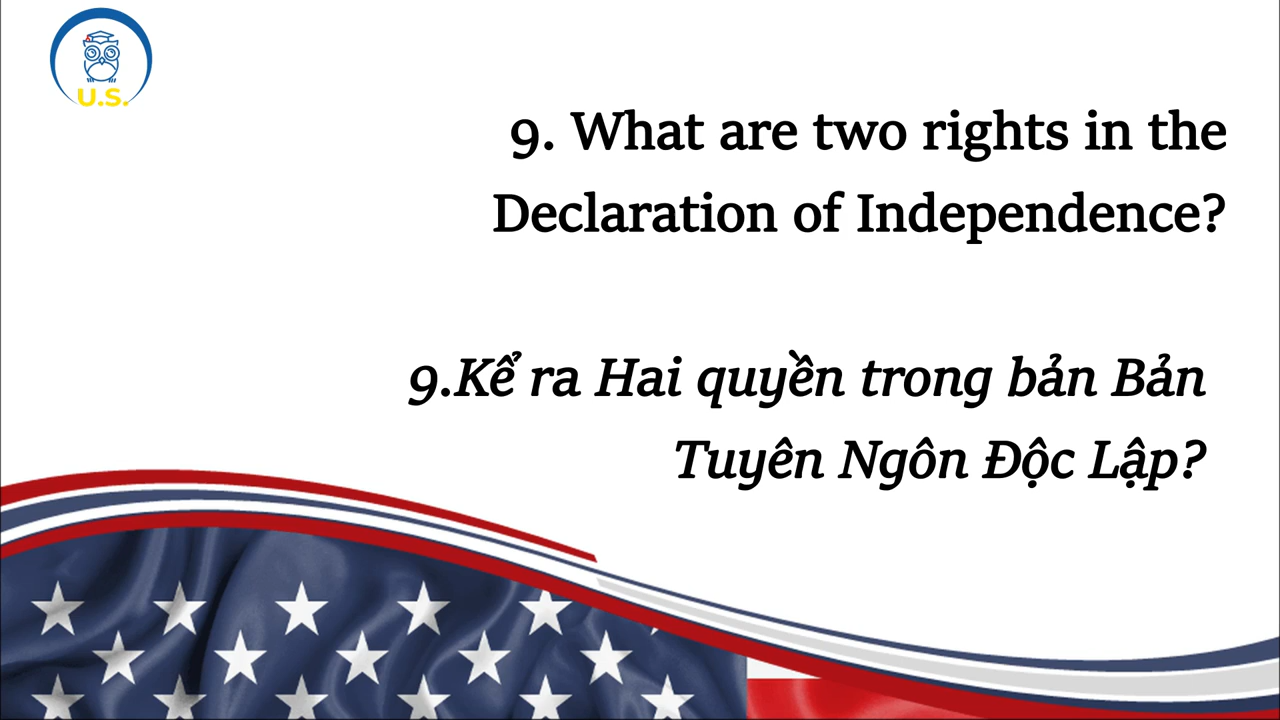 U.S.
9. What are two rights in the
Declaration of Independence?
9.Kể ra Hai quyền trong bản Bản
Tuyên Ngôn Độc Lập?